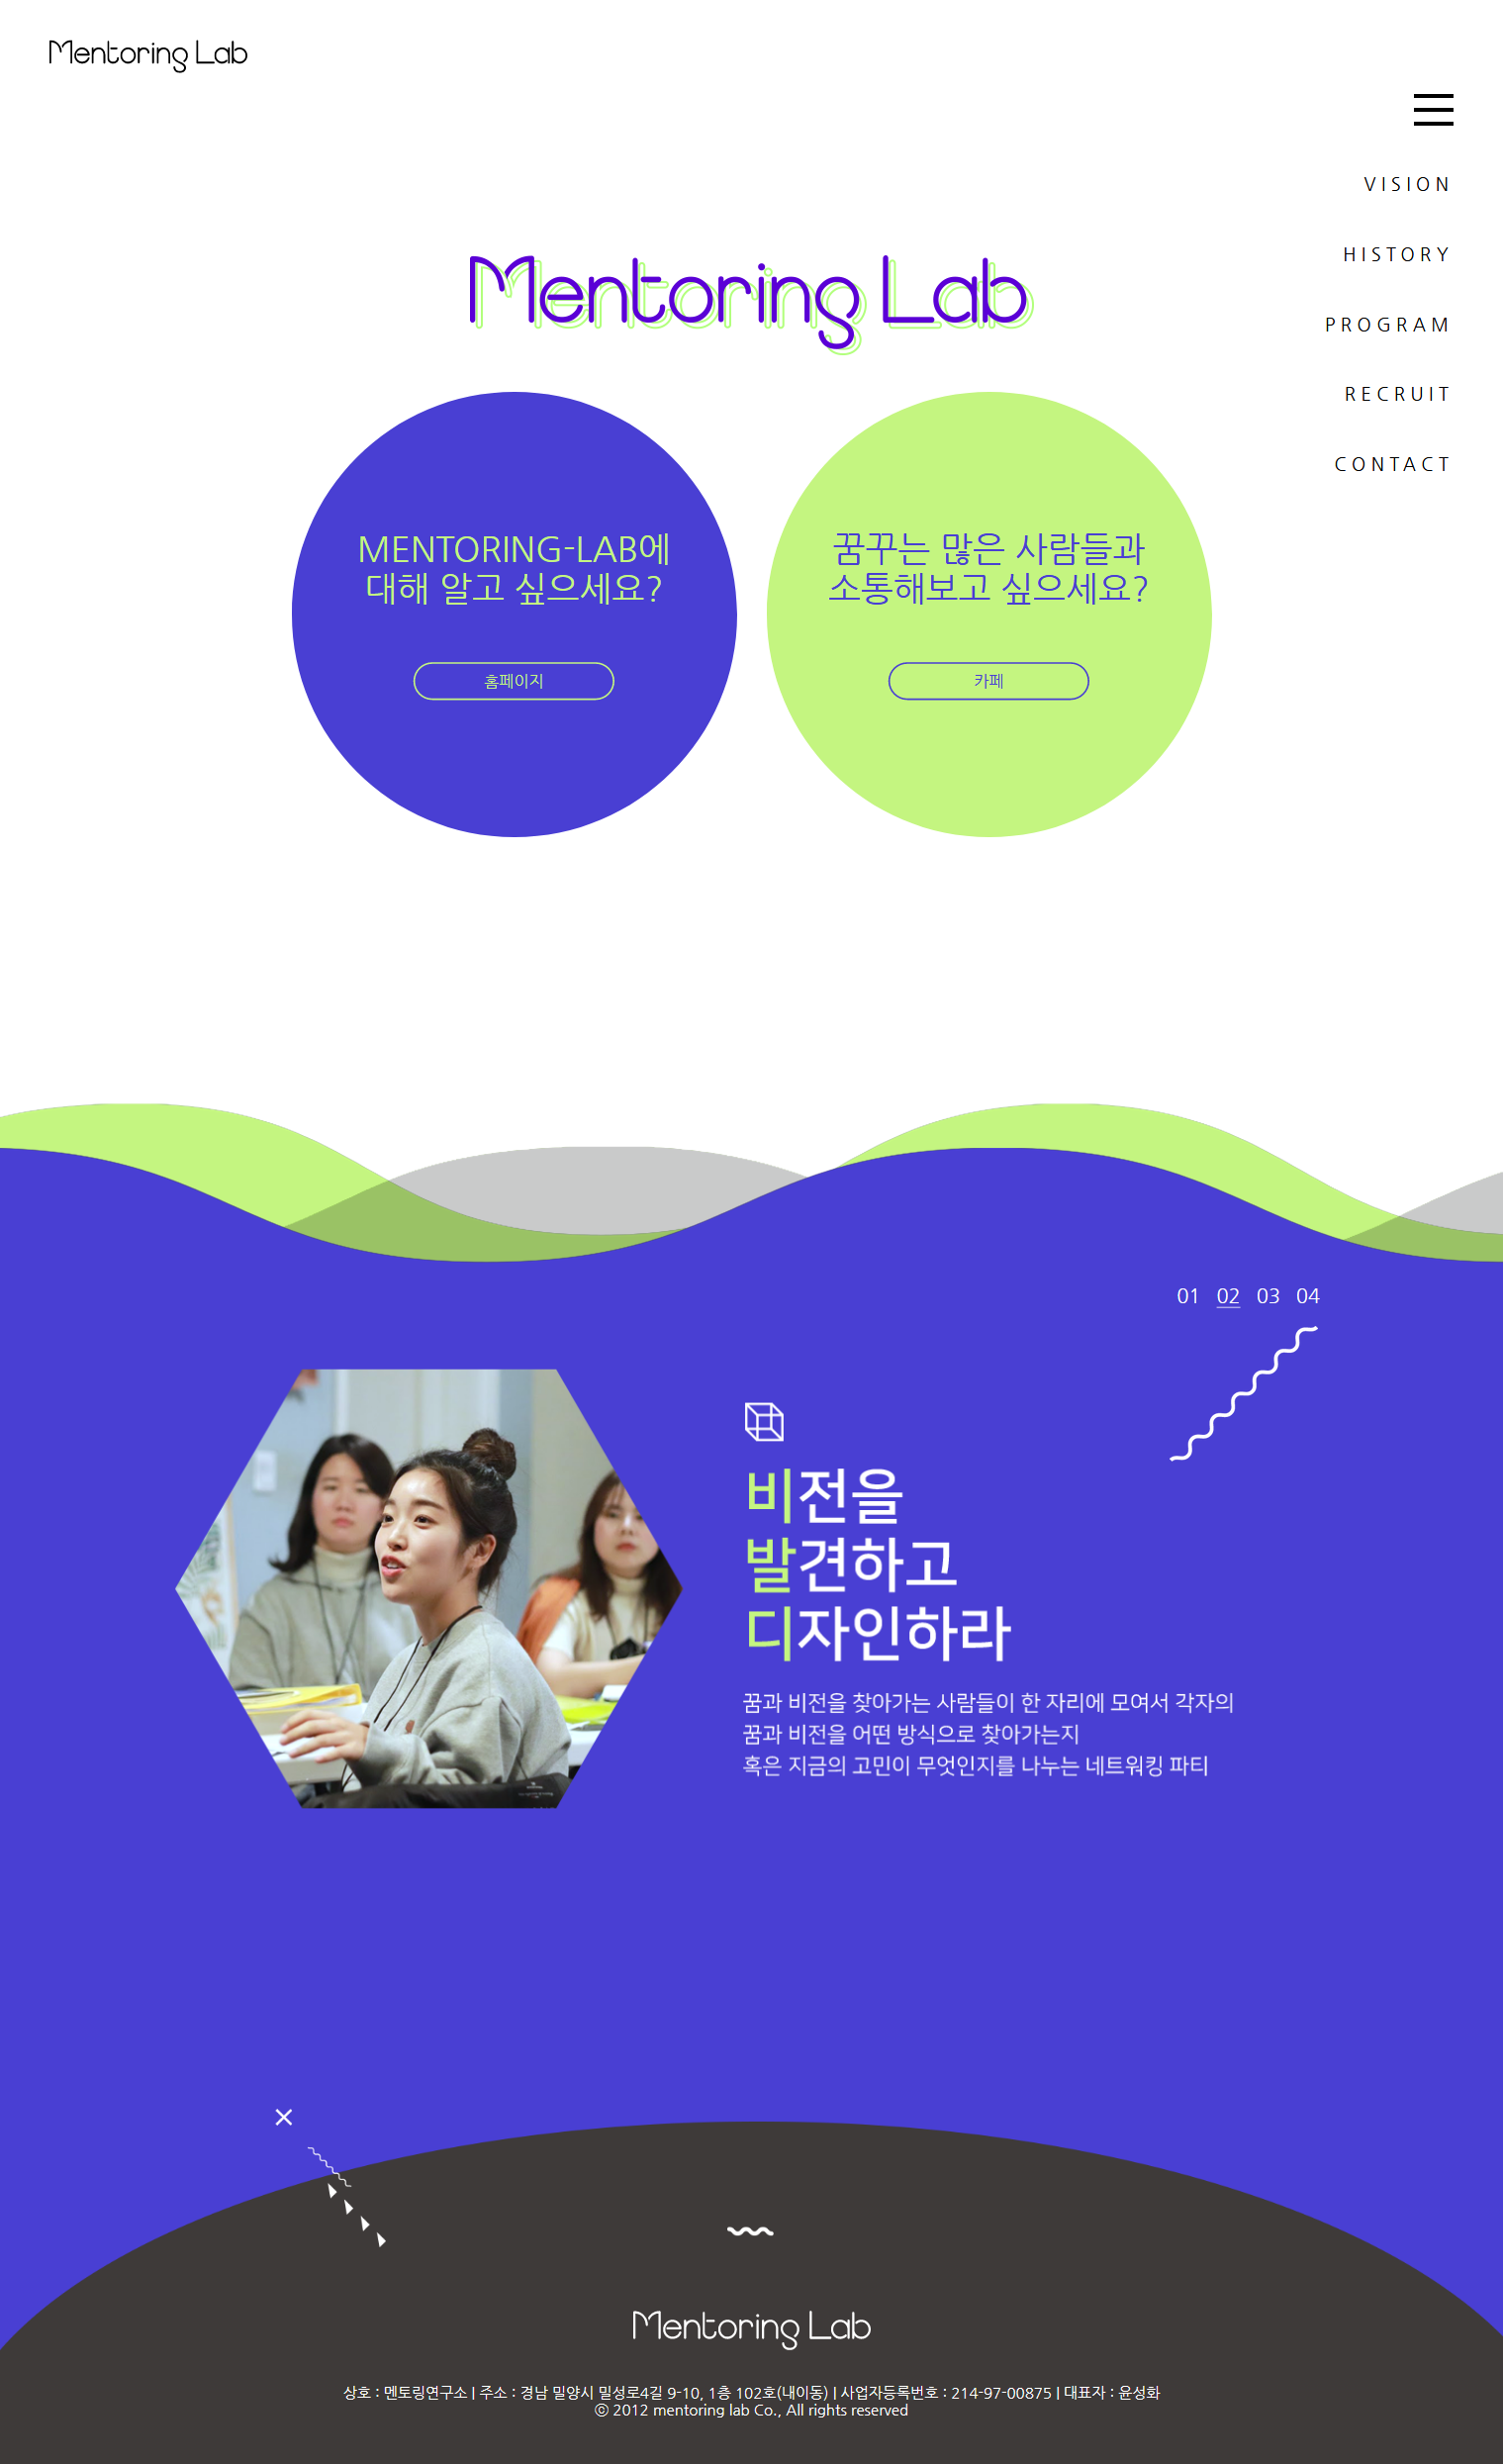 Mentoring Lab
VISION
HISTORY
PROGRAM
RECRUIT
CONTACT
Mentoring Lab
MENTORING-LAB에
대해 알고 싶으세요?
홈페이지
꿈꾸는 많은 사람들과
소통해보고 싶으세요?
카페
01 02 03 04
비전을
발견하고
디자인하라
꿈과 비전을 찾아가는 사람들이 한 자리에 모여서 각자의
꿈과 비전을 어떤 방식으로 찾아가는지
혹은 지금의 고민이 무엇인지를 나누는 네트워킹 파티
Mentoring Lab
상호 : 멘토링연구소 | 주소 : 경남 밀양시 밀성로4길 9-10, 1층 102호(내이동) | 사업자등록번호 : 214-97-00875 | 대표자 : 윤성화
ⓒ 2012 mentoring lab Co., All rights reserved